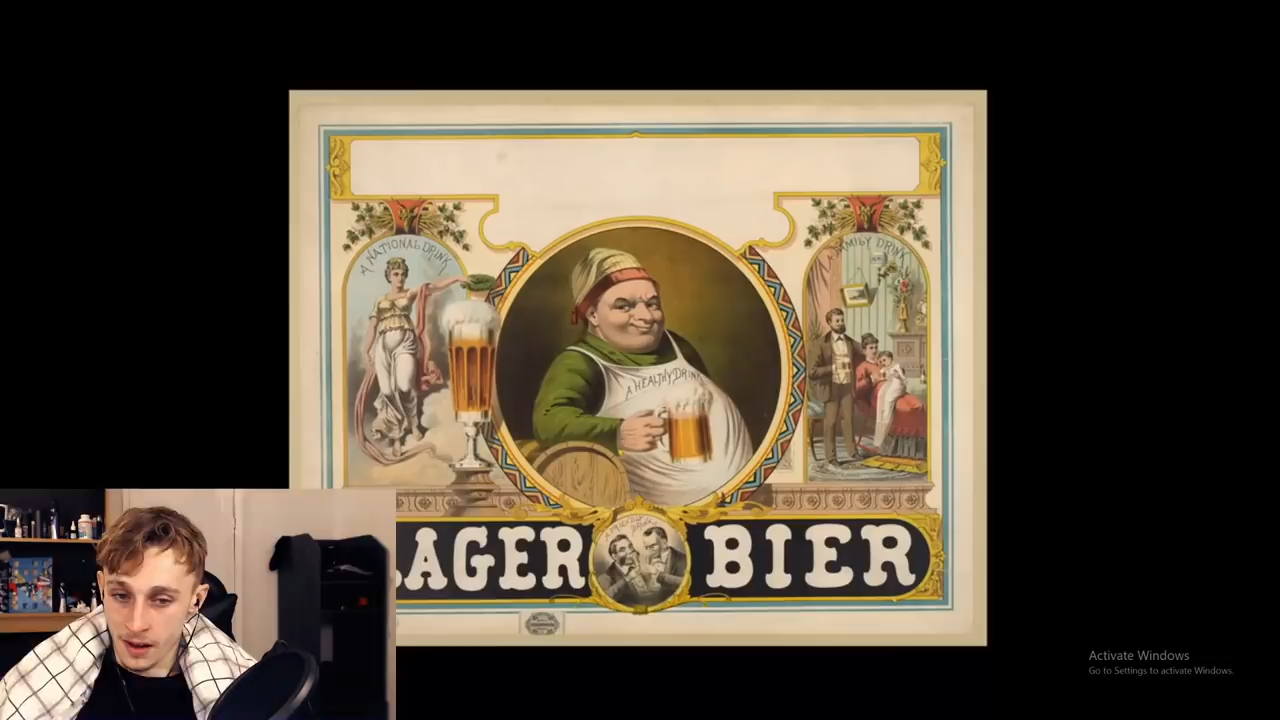 A NATIONAL DRINK
FAMILY DRINK
A HEALTHY DRINK
LAGER BIER
Activate Windows
Go to Settings to activate Windows.